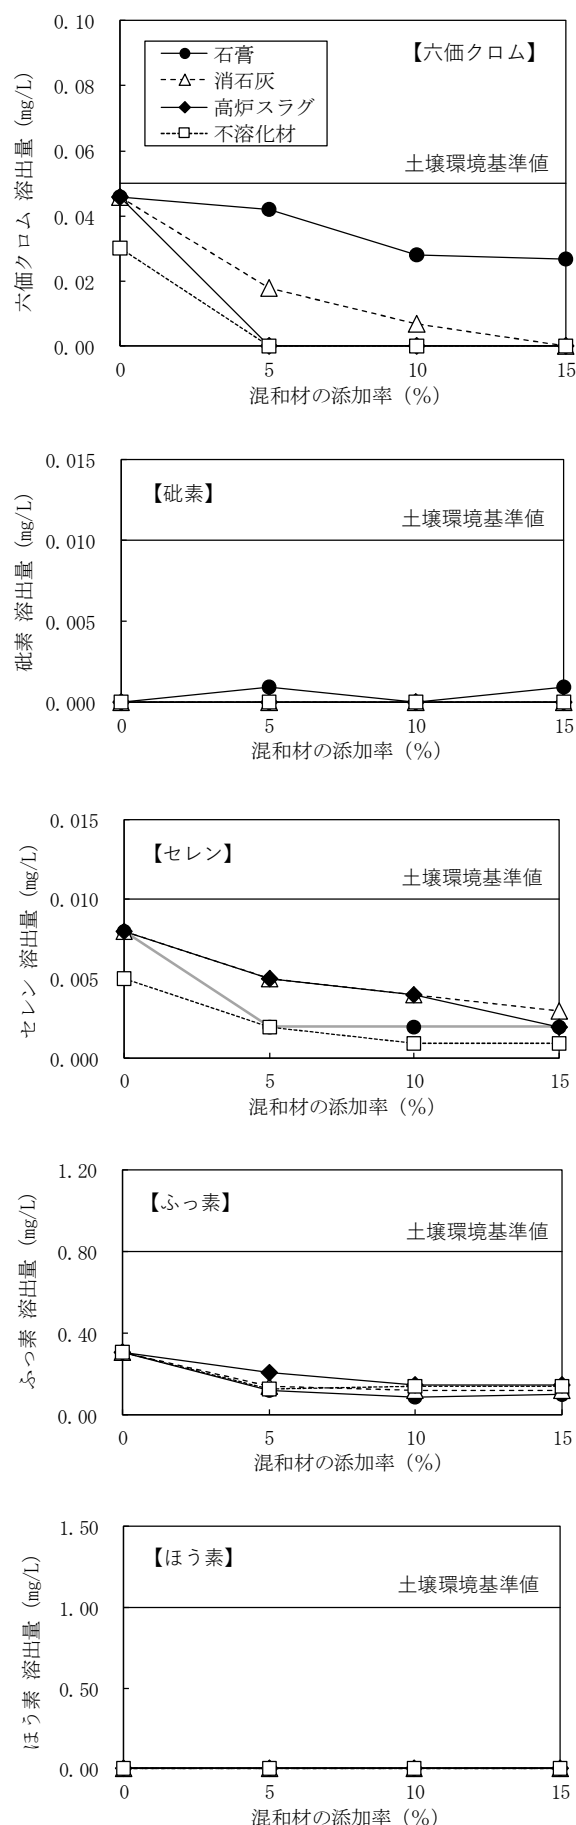 0.10
0.08
0.06
0.04
0.02
0.00
六価クロム 溶出量 (mg/L)
石膏
消石灰
高炉スラグ
不溶化材
【六価クロム】
土壌環境基準値
0 5 10 15
混和材の添加率 (%)
0.015
0.010
0.005
0.000
砒素 溶出量 (mg/L)
【砒素】
土壌環境基準値
0 5 10 15
混和材の添加率 (%)
0.015
0.010
0.005
0.000
セレン 溶出量 (mg/L)
【セレン】
土壌環境基準値
0 5 10 15
混和材の添加率 (%)
1.20
0.80
0.40
0.00
ふっ素 溶出量 (mg/L)
【ふっ素】
土壌環境基準値
0 5 10 15
混和材の添加率 (%)
1.50
1.00
0.50
0.00
ほう素 溶出量 (mg/L)
【ほう素】
土壌環境基準値
0 5 10 15
混和材の添加率 (%)